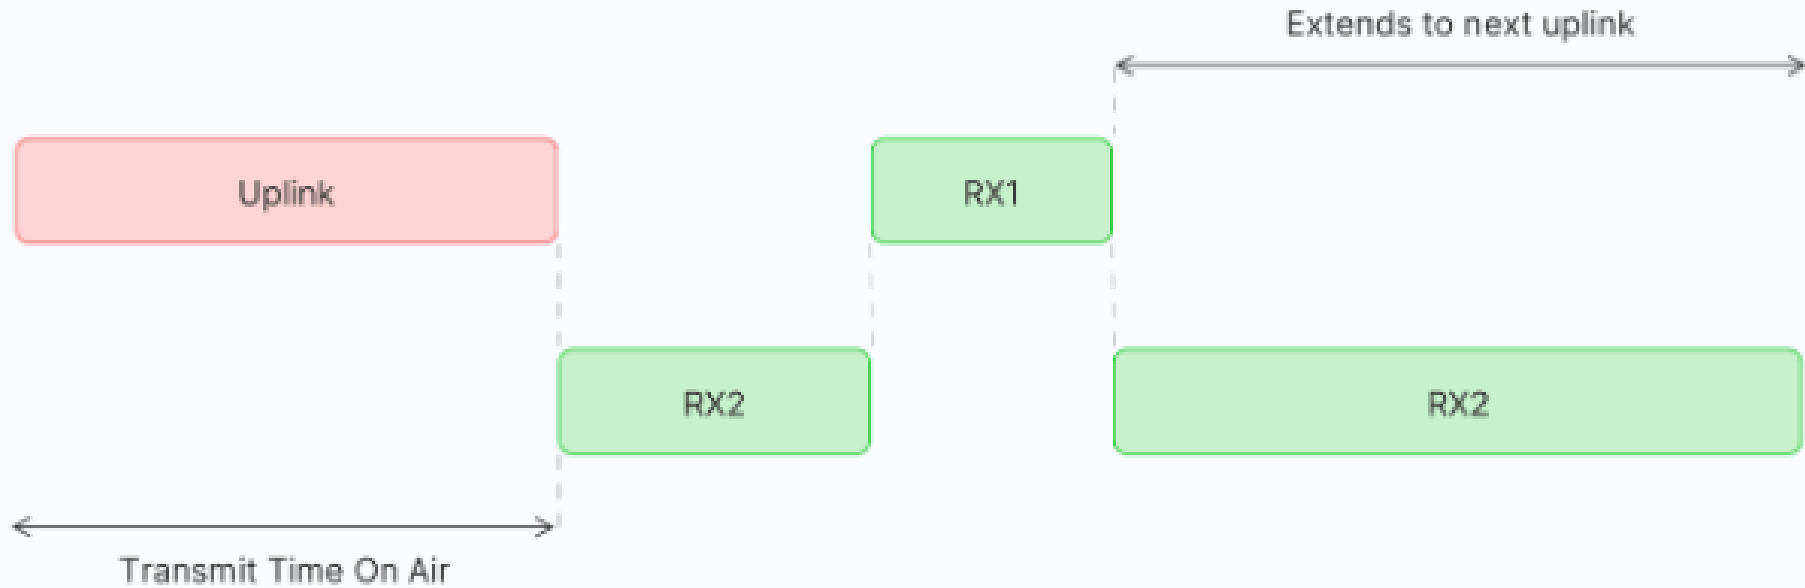 Extends to next uplink
Uplink
RX1
RX2
RX2
Transmit Time On Air